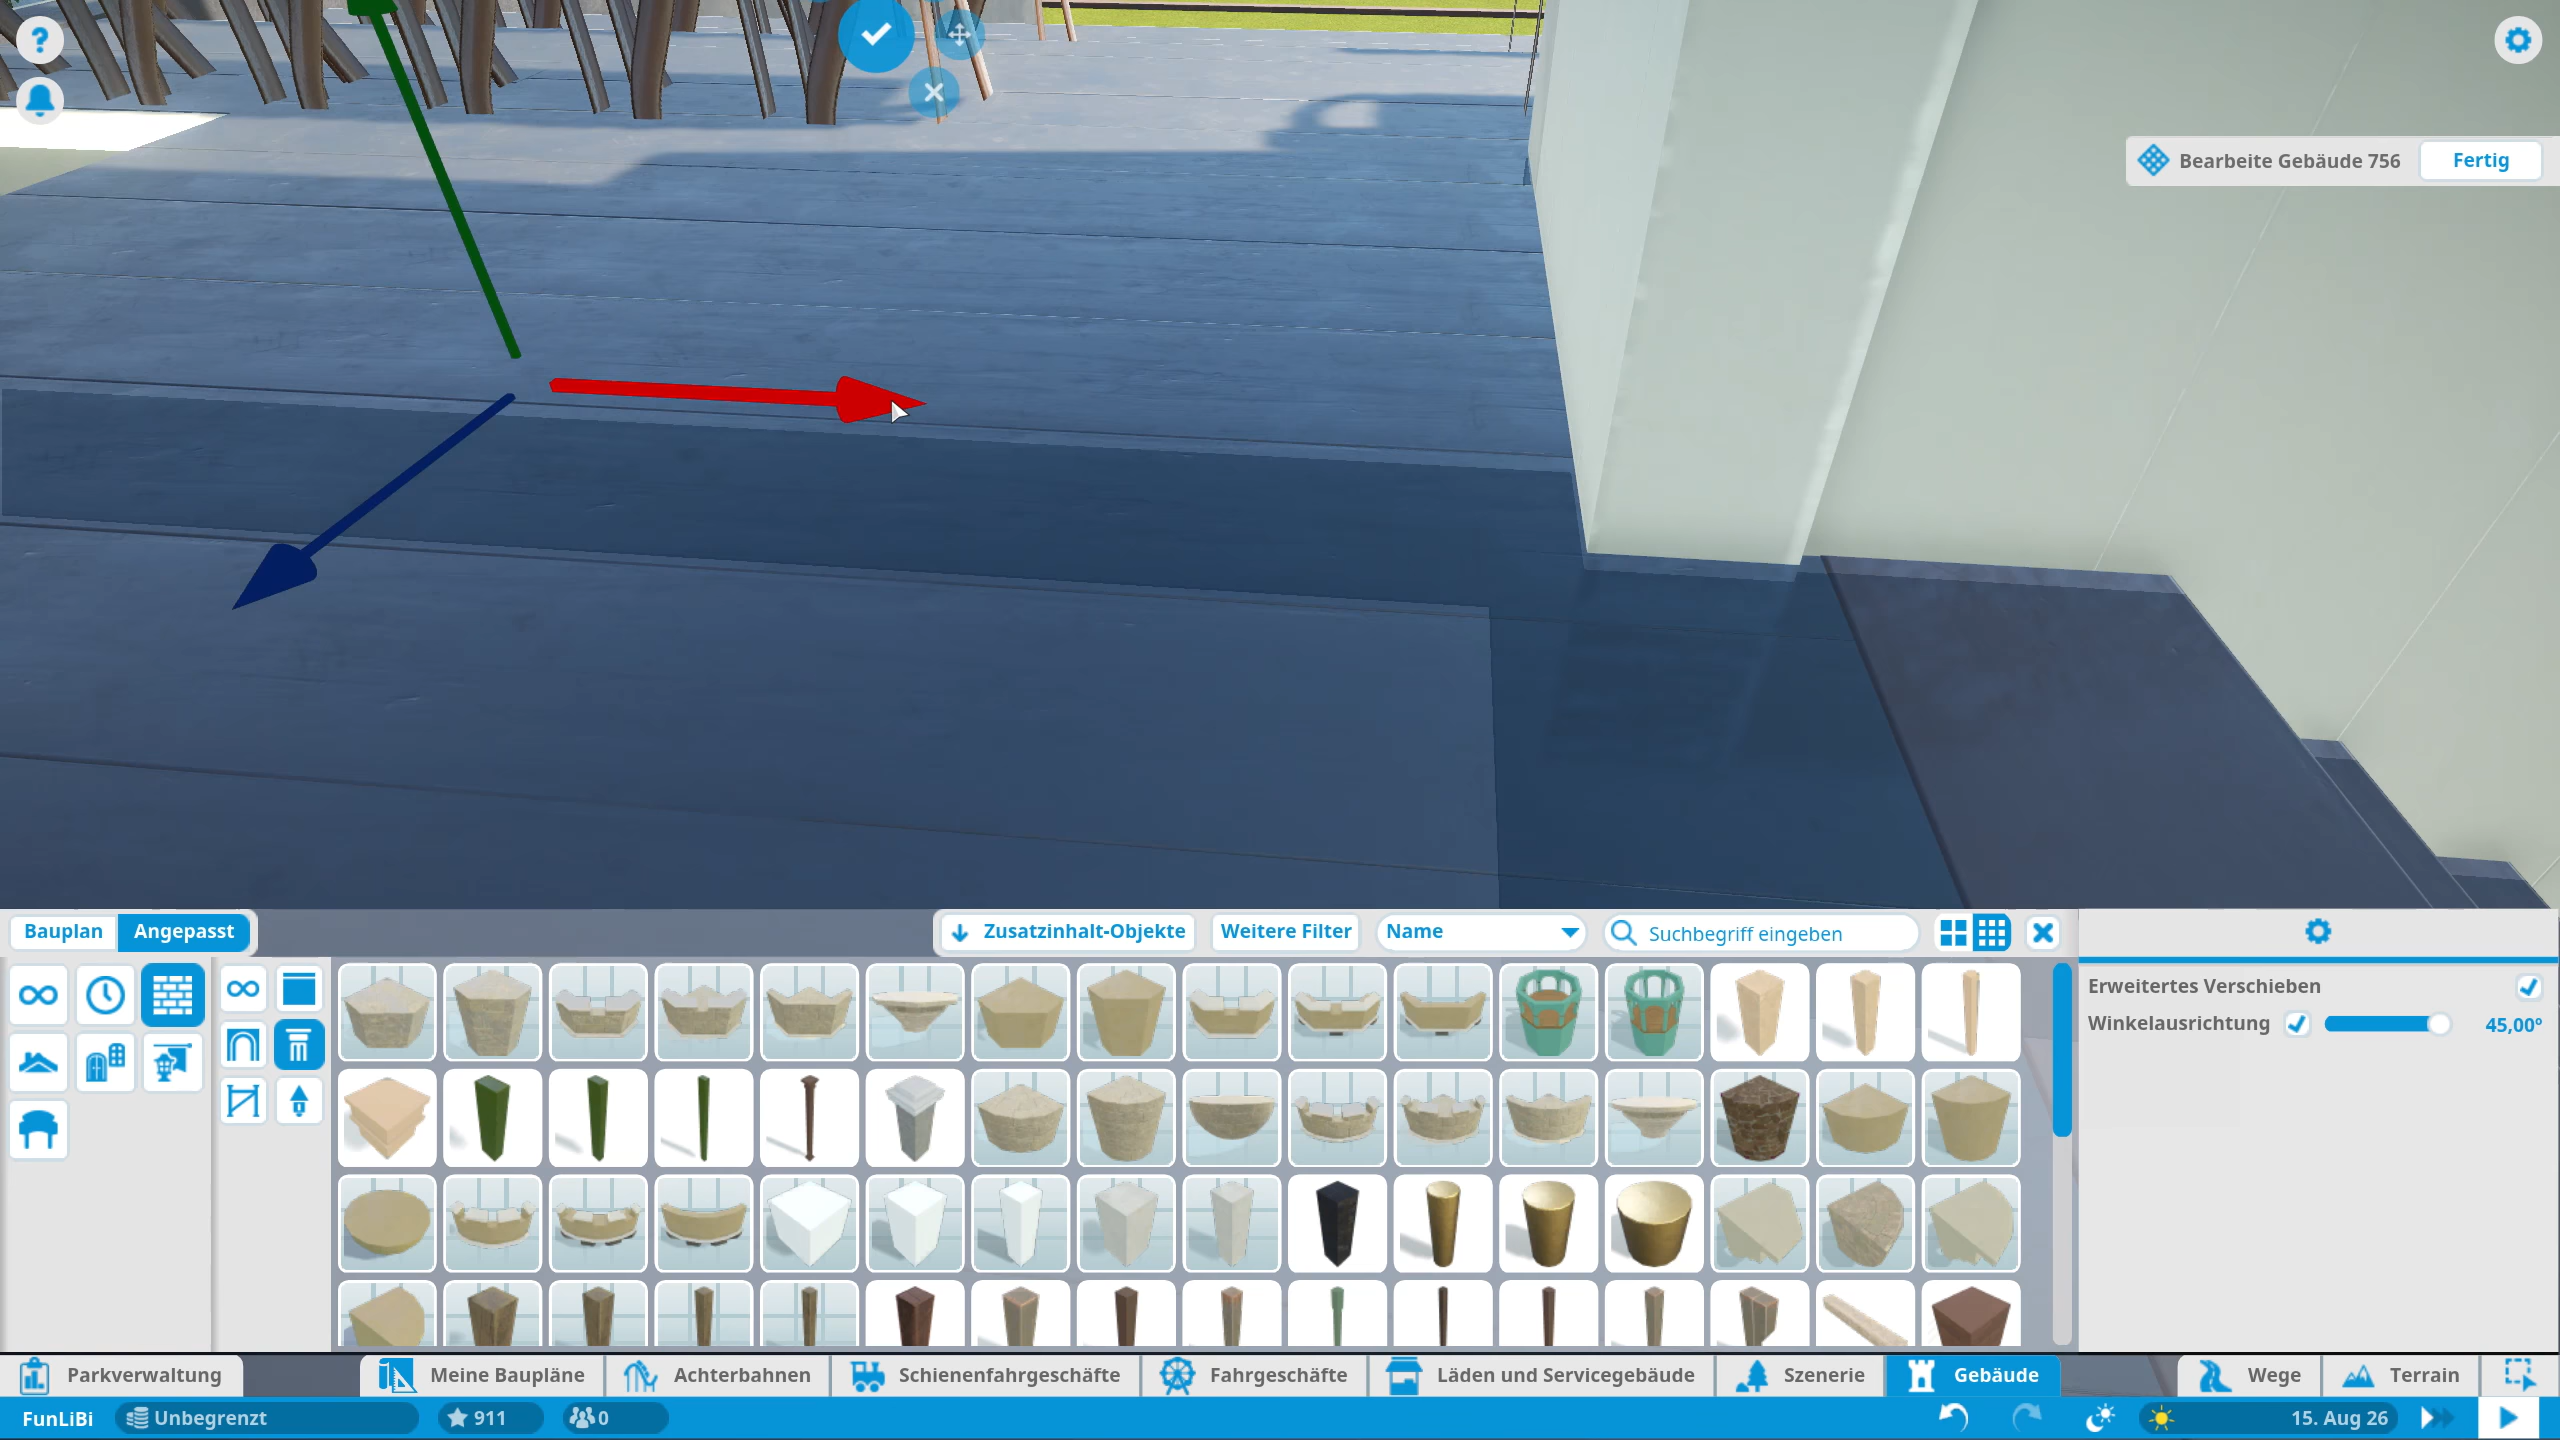 ?
Bearbeite Gebäude 756
Fertig
Bauplan
Angepasst
Zusatzinhalt-Objekte
Weitere Filter
Name
Suchbegriff eingeben
Erweitertes Verschieben
Winkelausrichtung
45,00°
Parkverwaltung
Meine Baupläne
Achterbahnen
Schienenfahrgeschäfte
Fahrgeschäfte
Läden und Servicegebäude
Szenerie
Gebäude
Wege
Terrain
FunLiBi
Unbegrenzt
911
0
15. Aug 26